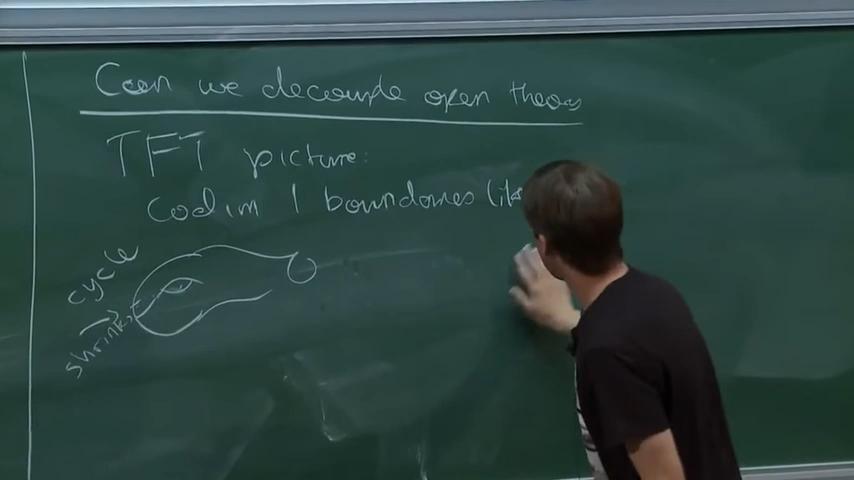 Can we decouple open theory
TFT picture:
Codim 1 boundaries (like
cycle
shrinks